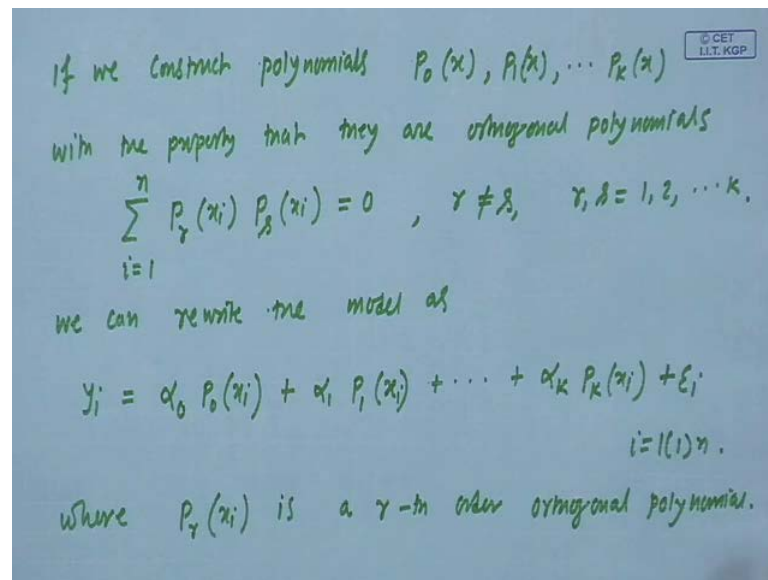 © CET
I.I.T. KGP
If we construct polynomials P₀(x), P₁(x), ⋯ Pₖ(x)
with the property that they are orthogonal polynomials
∑ᵢ₌₁ⁿ Pᵣ(xᵢ) Pₛ(xᵢ) = 0 , r ≠ s, r, s = 1, 2, ⋯ k.
we can rewrite the model as
yᵢ = α₀ P₀(xᵢ) + α₁ P₁(xᵢ) + ⋯ + αₖ Pₖ(xᵢ) + εᵢ
i = 1(1)n.
where Pᵣ(xᵢ) is a r-th order orthogonal polynomial.